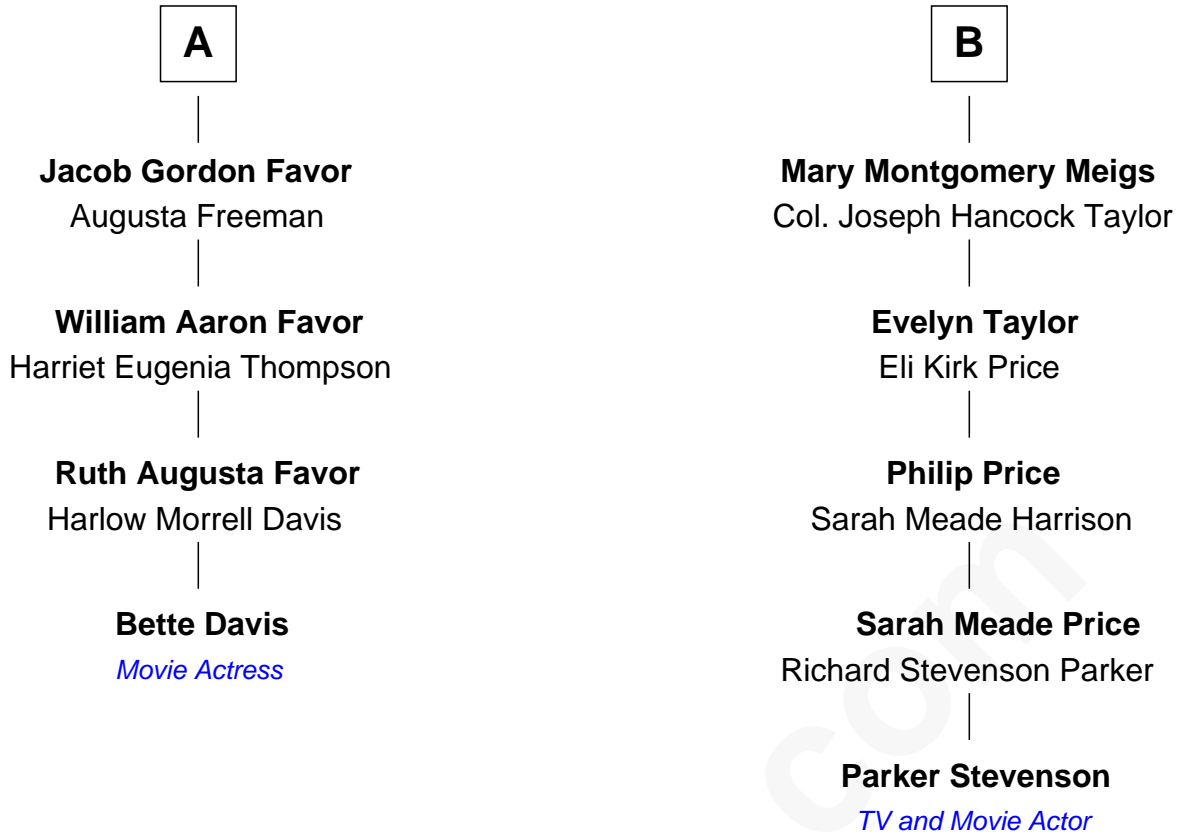 A
Jacob Gordon Favor
Augusta Freeman
William Aaron Favor
Harriet Eugenia Thompson
Ruth Augusta Favor
Harlow Morrell Davis
Bette Davis
Movie Actress
B
Mary Montgomery Meigs
Col. Joseph Hancock Taylor
Evelyn Taylor
Eli Kirk Price
Philip Price
Sarah Meade Harrison
Sarah Meade Price
Richard Stevenson Parker
Parker Stevenson
TV and Movie Actor
com